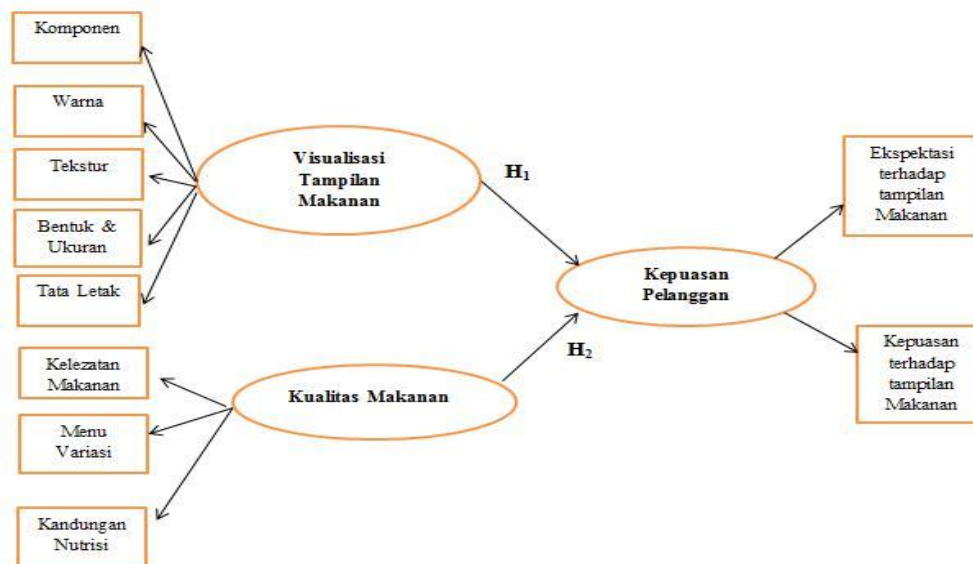 Komponen
Warna
Tekstur
Bentuk &
Ukuran
Tata Letak
Kelezatan
Makanan
Menu
Variasi
Kandungan
Nutrisi
Visualisasi
Tampilan
Makanan
Kualitas Makanan
H₁
H₂
Kepuasan
Pelanggan
Ekspektasi
terhadap
tampilan
Makanan
Kepuasan
terhadap
tampilan
Makanan